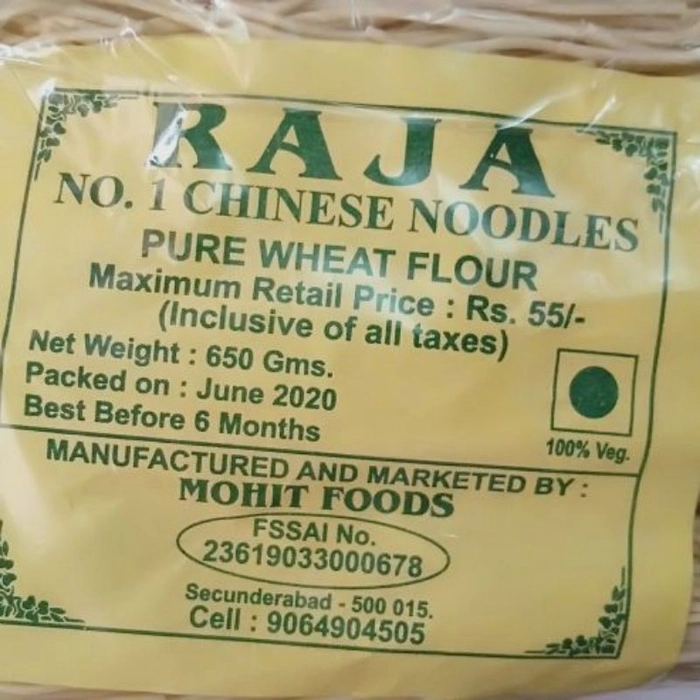 RAJA
NO. 1 CHINESE NOODLES
PURE WHEAT FLOUR
Maximum Retail Price : Rs. 55/-
(Inclusive of all taxes)
Net Weight : 650 Gms.
Packed on : June 2020
Best Before 6 Months
100% Veg.
MANUFACTURED AND MARKETED BY :
MOHIT FOODS
FSSAI No.
23619033000678
Secunderabad - 500 015.
Cell : 9064904505